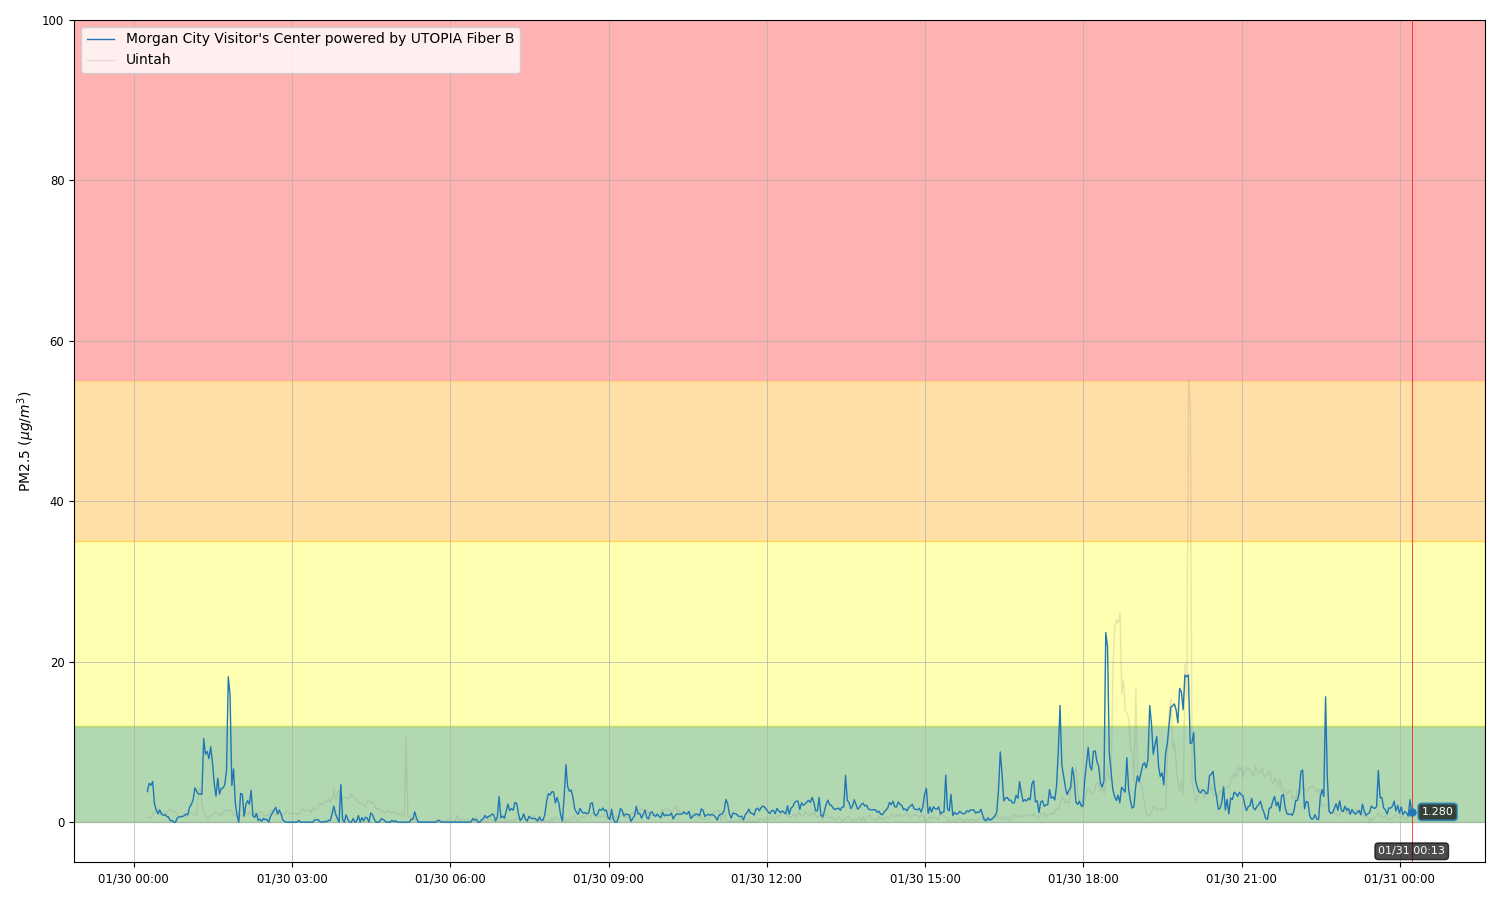 100
Morgan City Visitor's Center powered by UTOPIA Fiber B
Uintah
80
60
40
20
0
PM2.5 (μg/m³)
1.280
01/31 00:13
01/30 00:00 01/30 03:00 01/30 06:00 01/30 09:00 01/30 12:00 01/30 15:00 01/30 18:00 01/30 21:00 01/31 00:00